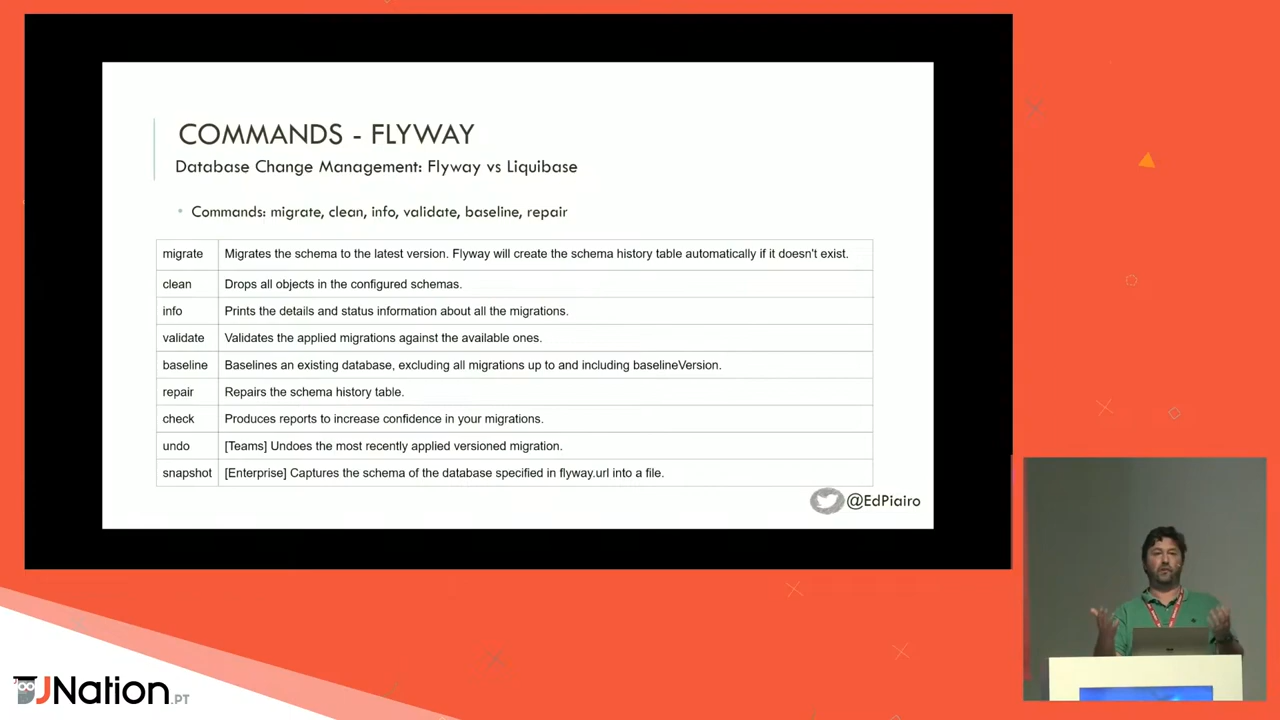 COMMANDS - FLYWAY
Database Change Management: Flyway vs Liquibase
• Commands: migrate, clean, info, validate, baseline, repair
migrate Migrates the schema to the latest version. Flyway will create the schema history table automatically if it doesn't exist.
clean Drops all objects in the configured schemas.
info Prints the details and status information about all the migrations.
validate Validates the applied migrations against the available ones.
baseline Baselines an existing database, excluding all migrations up to and including baselineVersion.
repair Repairs the schema history table.
check Produces reports to increase confidence in your migrations.
undo [Teams] Undoes the most recently applied versioned migration.
snapshot [Enterprise] Captures the schema of the database specified in flyway.url into a file.
@EdPiairo
JNation.PT